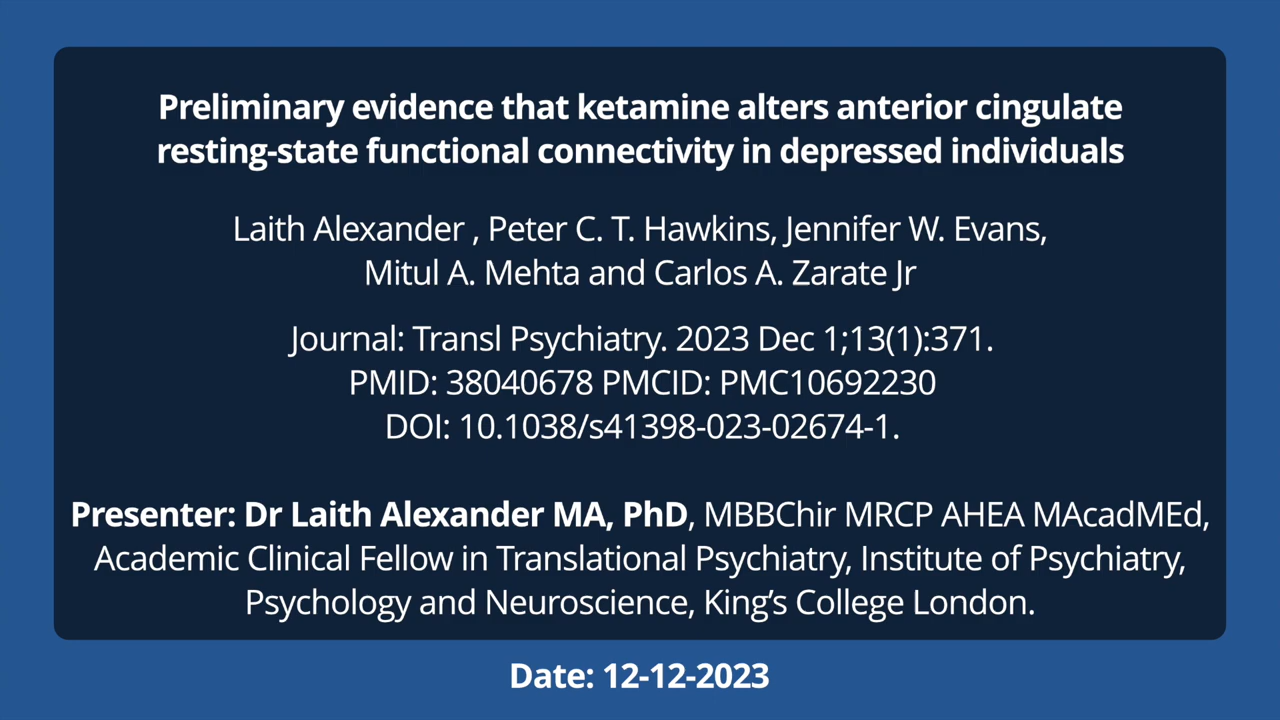 Preliminary evidence that ketamine alters anterior cingulate
resting-state functional connectivity in depressed individuals
Laith Alexander , Peter C. T. Hawkins, Jennifer W. Evans,
Mitul A. Mehta and Carlos A. Zarate Jr
Journal: Transl Psychiatry. 2023 Dec 1;13(1):371.
PMID: 38040678 PMCID: PMC10692230
DOI: 10.1038/s41398-023-02674-1.
Presenter: Dr Laith Alexander MA, PhD, MBBChir MRCP AHEA MAcadMEd,
Academic Clinical Fellow in Translational Psychiatry, Institute of Psychiatry,
Psychology and Neuroscience, King’s College London.
Date: 12-12-2023